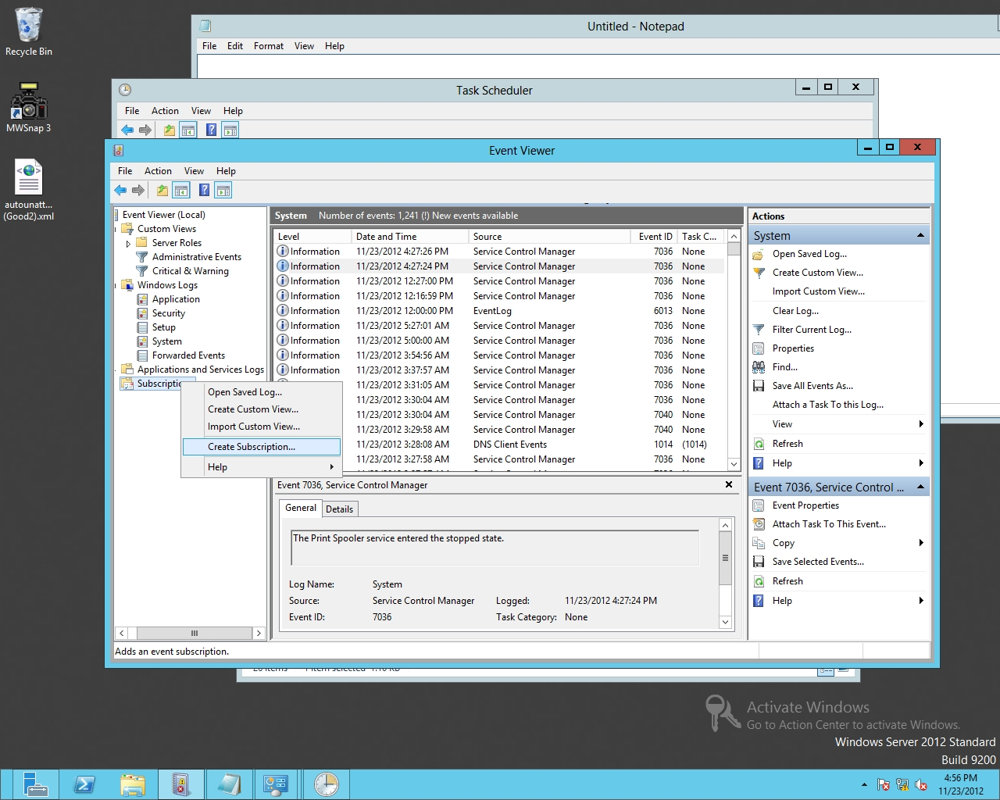 Recycle Bin
MWSnap 3
autounatt...
(Good2).xml
Untitled - Notepad
File Edit Format View Help
Task Scheduler
File Action View Help
Event Viewer
File Action View Help
Event Viewer (Local)
Custom Views
Server Roles
Administrative Events
Critical & Warning
Windows Logs
Application
Security
Setup
System
Forwarded Events
Applications and Services Logs
Open Saved Log...
Create Custom View...
Import Custom View...
Create Subscription...
Help
System Number of events: 1,241 (!) New events available
Level Date and Time Source Event ID Task C...
Information 11/23/2012 4:27:26 PM Service Control Manager 7036 None
Information 11/23/2012 4:27:24 PM Service Control Manager 7036 None
Information 11/23/2012 12:27:00 PM Service Control Manager 7036 None
Information 11/23/2012 12:16:59 PM Service Control Manager 7036 None
Information 11/23/2012 12:00:00 PM EventLog 6013 None
Information 11/23/2012 5:27:01 AM Service Control Manager 7036 None
Information 11/23/2012 5:00:00 AM Service Control Manager 7036 None
Information 11/23/2012 3:54:56 AM Service Control Manager 7036 None
Information 11/23/2012 3:37:57 AM Service Control Manager 7036 None
11/23/2012 3:31:05 AM Service Control Manager 7036 None
11/23/2012 3:30:04 AM Service Control Manager 7036 None
11/23/2012 3:30:04 AM Service Control Manager 7040 None
11/23/2012 3:29:58 AM Service Control Manager 7040 None
11/23/2012 3:28:08 AM DNS Client Events 1014 (1014)
11/23/2012 3:27:58 AM Service Control Manager 7036 None
Event 7036, Service Control Manager
General Details
The Print Spooler service entered the stopped state.
Log Name: System
Source: Service Control Manager Logged: 11/23/2012 4:27:24 PM
Event ID: 7036 Task Category: None
Actions
System
Open Saved Log...
Create Custom View...
Import Custom View...
Clear Log...
Filter Current Log...
Properties
Find...
Save All Events As...
Attach a Task To this Log...
View
Refresh
Help
Event 7036, Service Control ...
Event Properties
Attach Task To This Event...
Copy
Save Selected Events...
Refresh
Help
Adds an event subscription.
Activate Windows
Go to Action Center to activate Windows.
Windows Server 2012 Standard
Build 9200
4:56 PM
11/23/2012